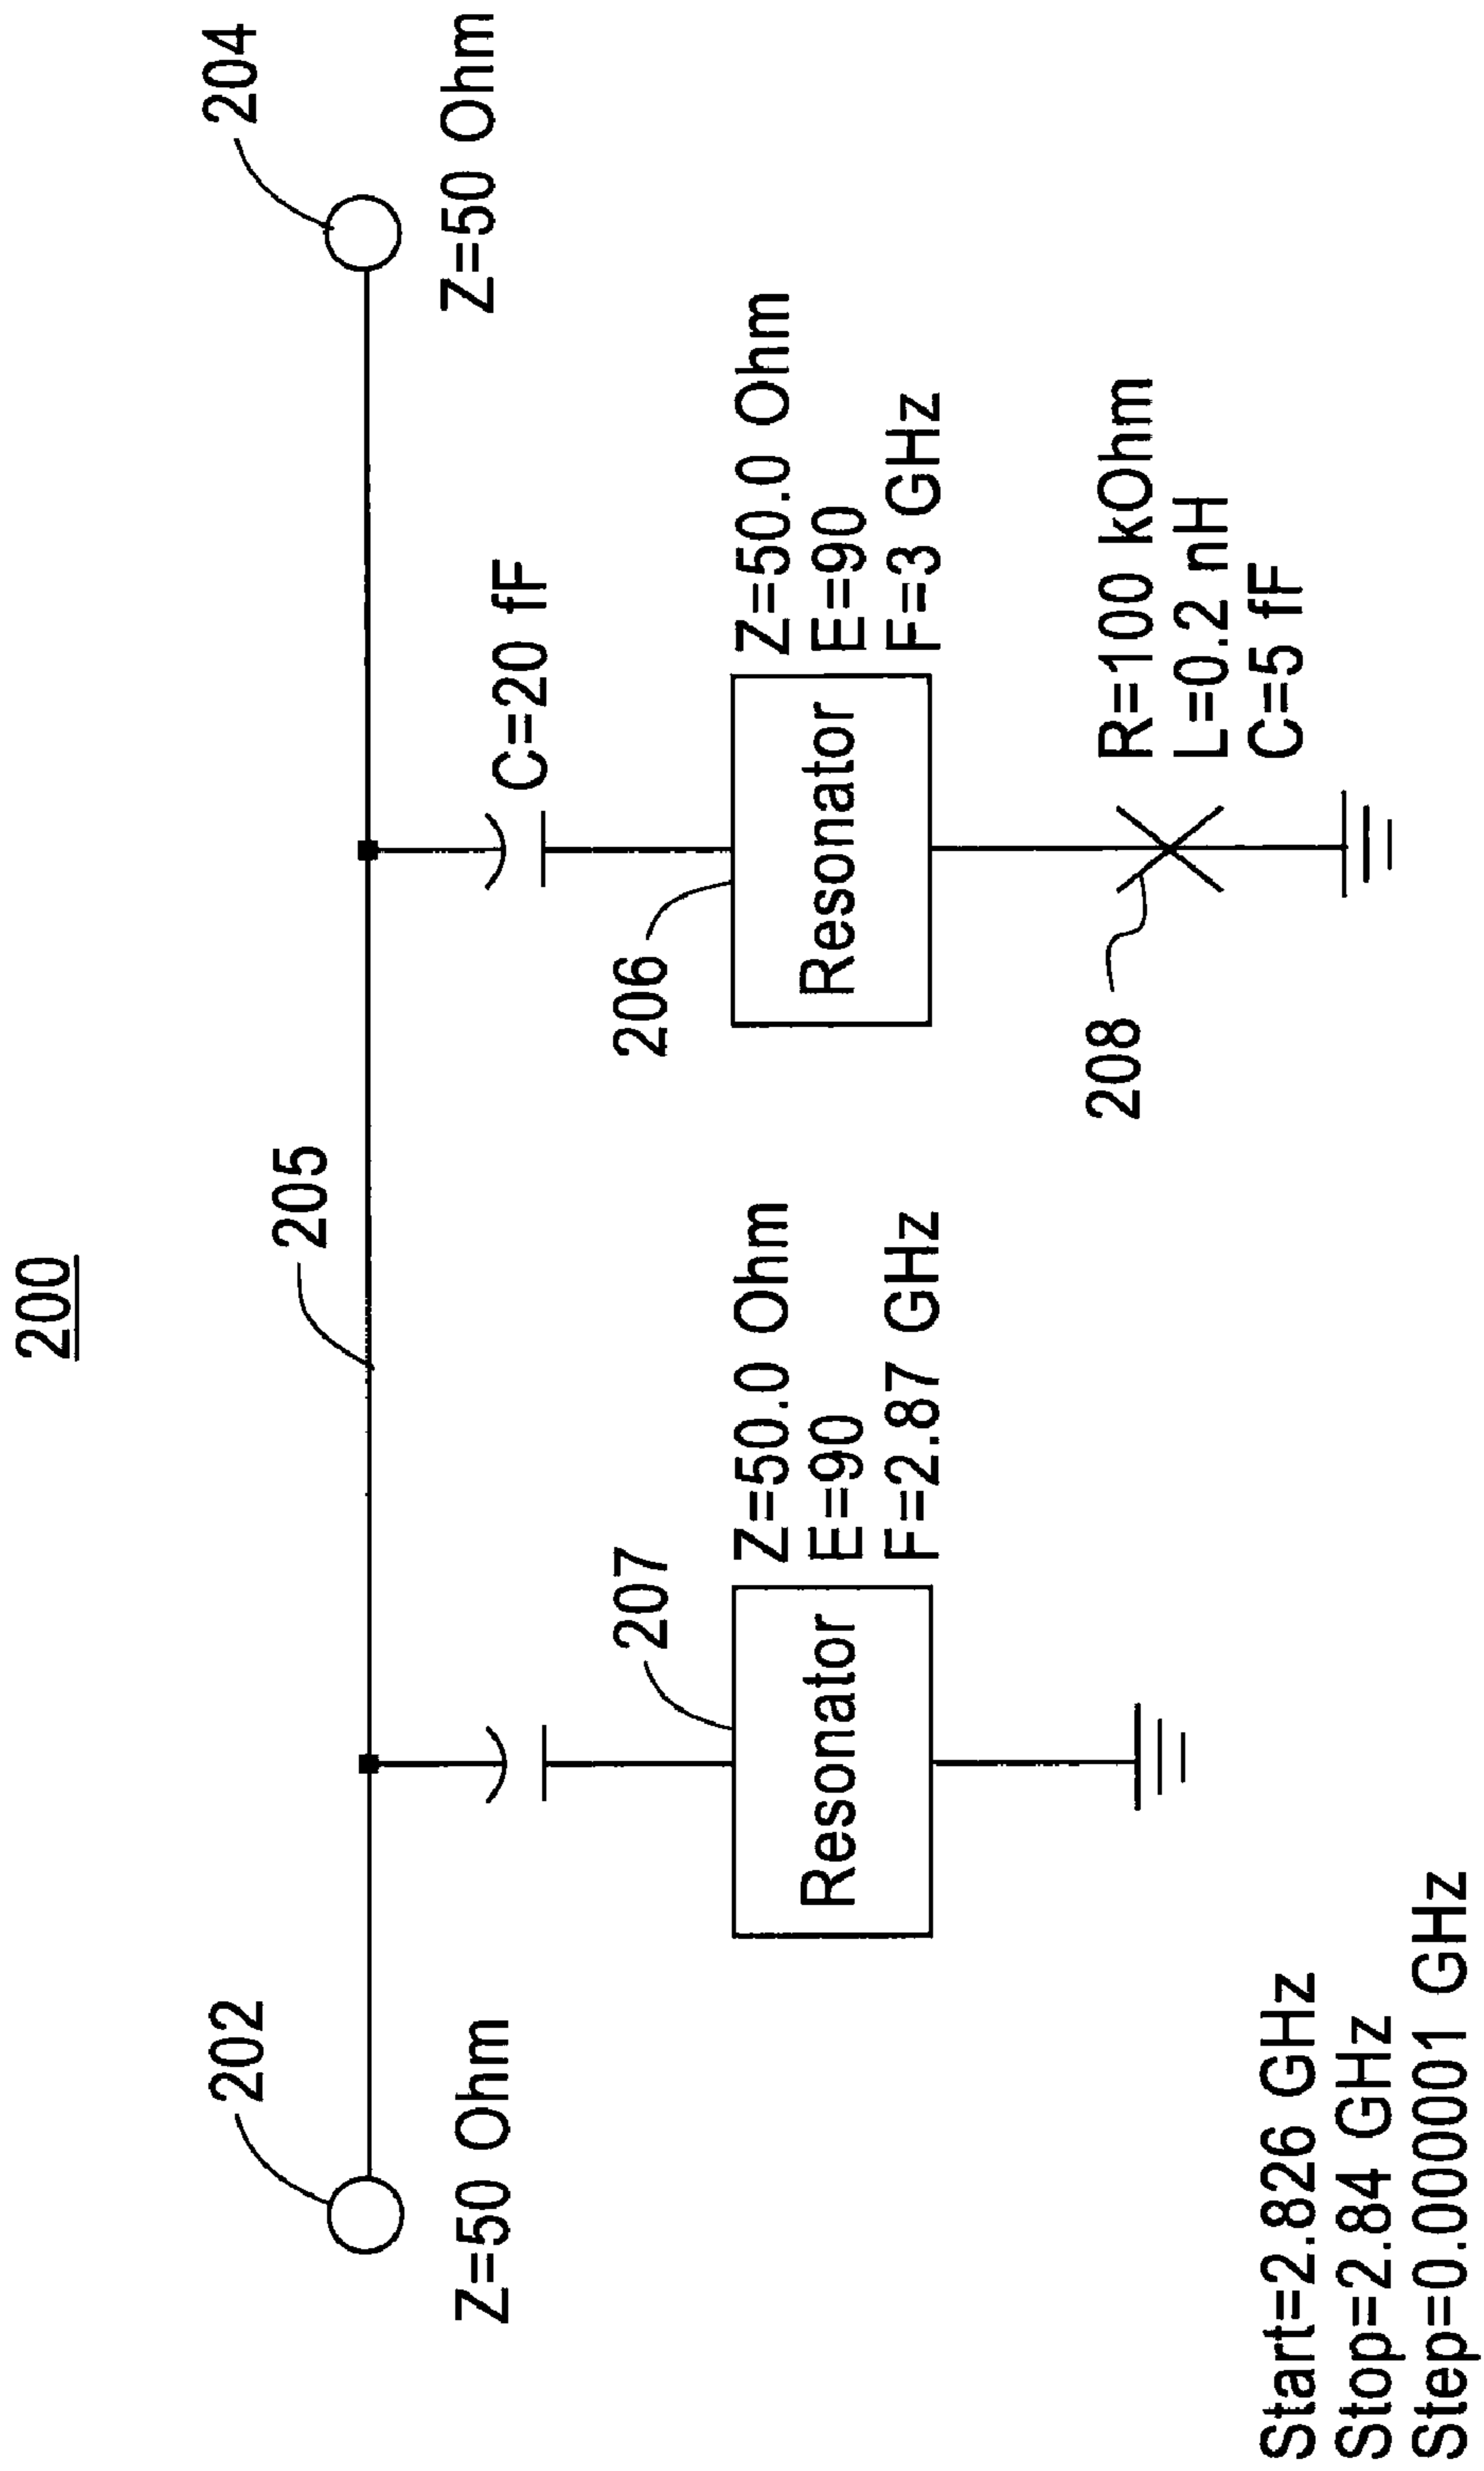 200
202
Z=50 Ohm
205
204
Z=50 Ohm
207
Resonator
Z=50.0 Ohm
E=90
F=2.87 GHz
C=20 fF
206
Resonator
Z=50.0 Ohm
E=90
F=3 GHz
208
R=100 kOhm
L=0.2 nH
C=5 fF
Start=2.826 GHz
Stop=2.84 GHz
Step=0.000001 GHz